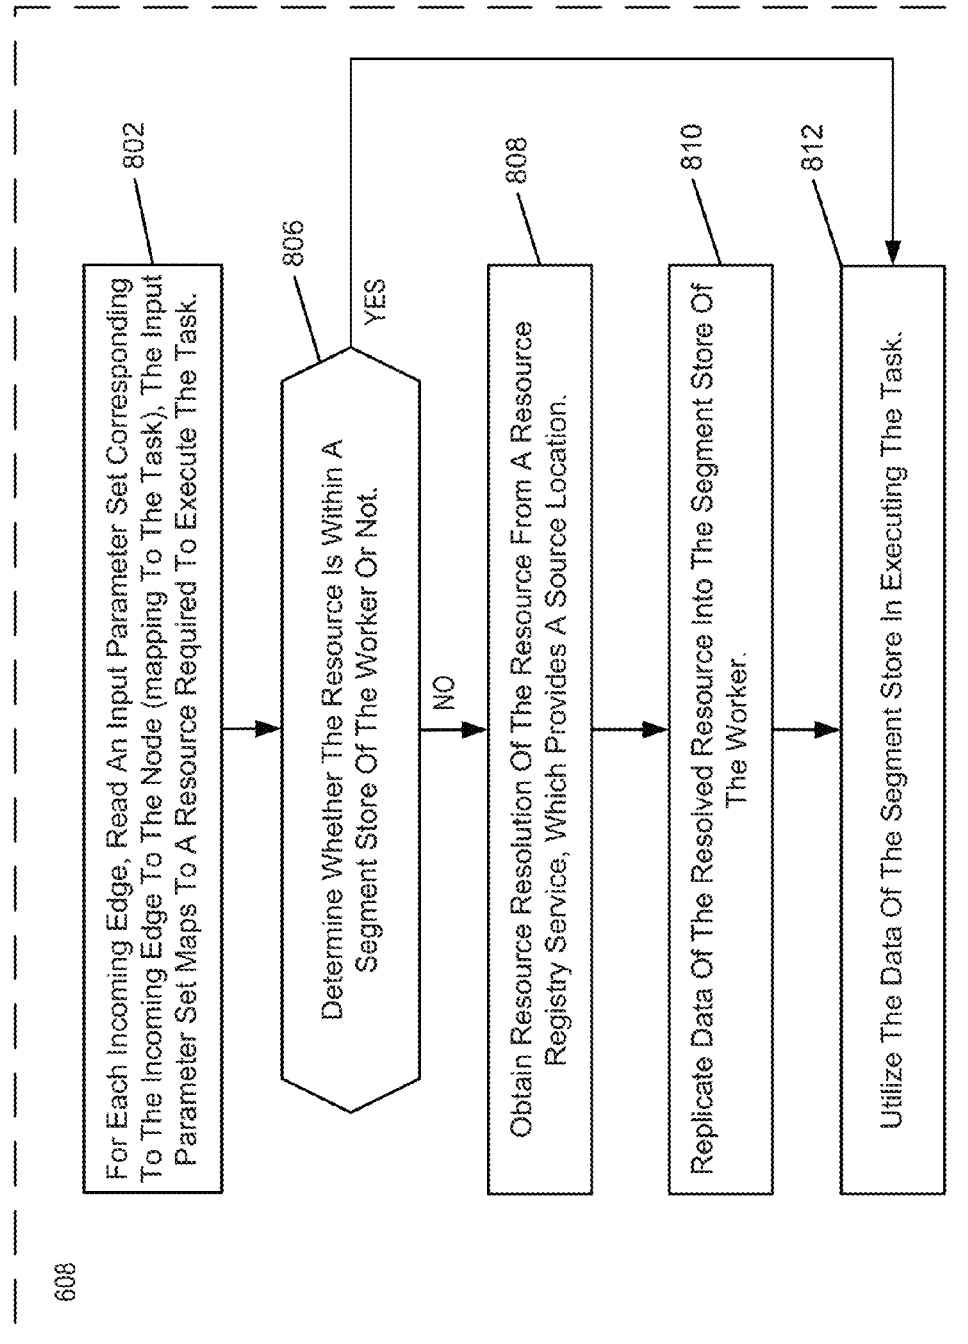 608
For Each Incoming Edge, Read An Input Parameter Set Corresponding
To The Incoming Edge To The Node (mapping To The Task), The Input
Parameter Set Maps To A Resource Required To Execute The Task.
802
Determine Whether The Resource Is Within A
Segment Store Of The Worker Or Not.
806
YES
NO
Obtain Resource Resolution Of The Resource From A Resource
Registry Service, Which Provides A Source Location.
808
Replicate Data Of The Resolved Resource Into The Segment Store Of
The Worker.
810
Utilize The Data Of The Segment Store In Executing The Task.
812